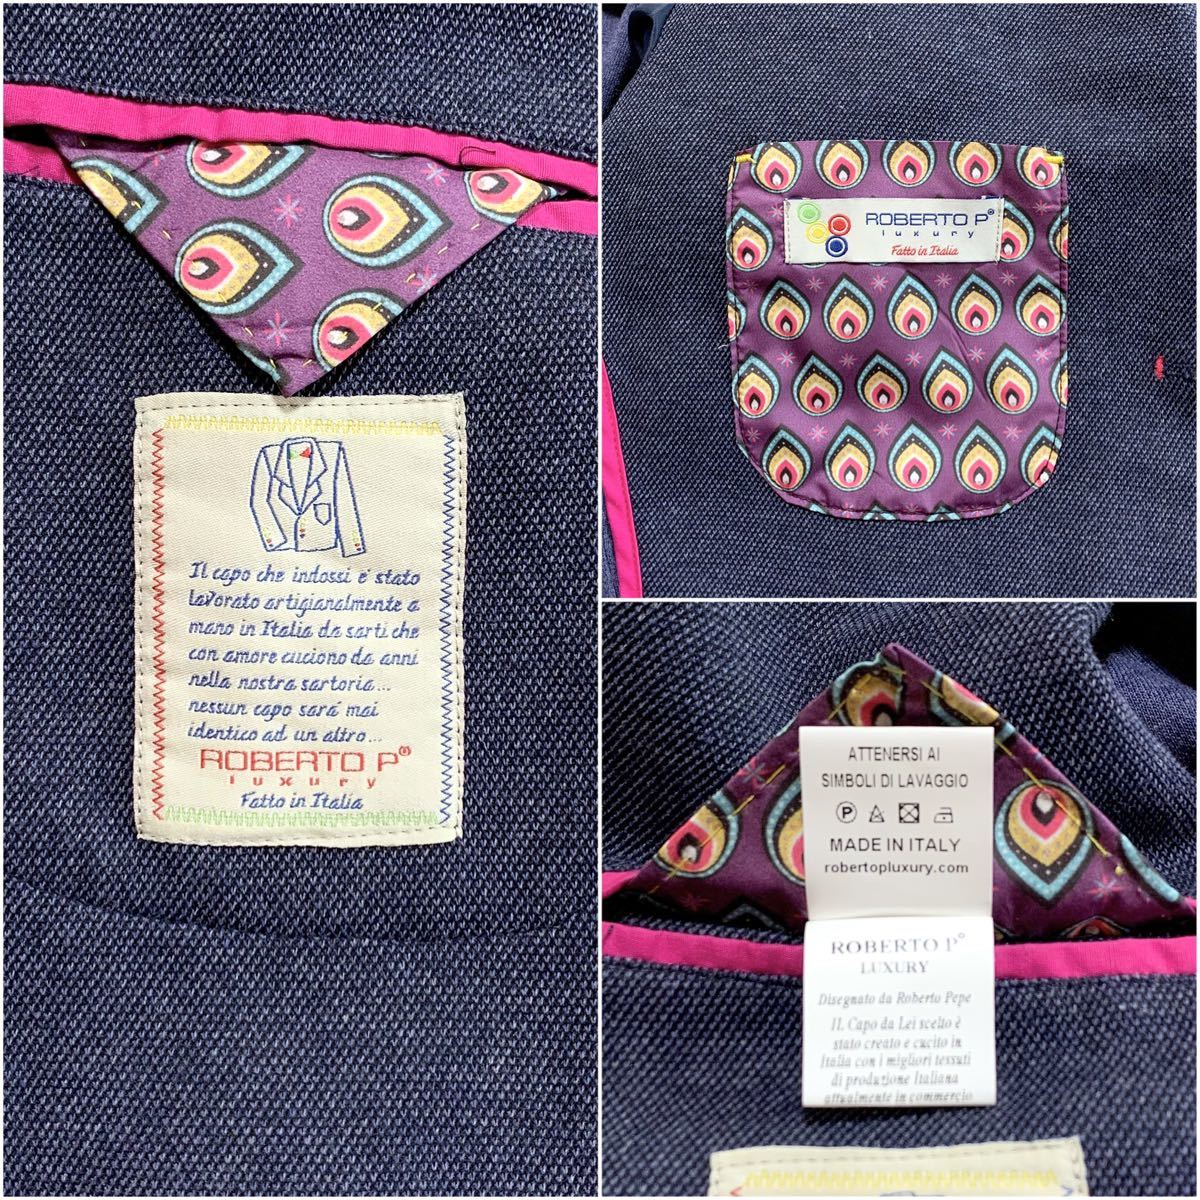 Il capo che indossi e' stato
lavorato artigianalmente a
mano in Italia da sarti che
con amore cuciono da anni
nella nostra sartoria...
nessun capo sará mai
identico ad un altro...
ROBERTO P®
luxury
Fatto in Italia
ROBERTO P®
luxury
Fatto in Italia
ATTENERSI AI
SIMBOLI DI LAVAGGIO
P A
MADE IN ITALY
robertopluxury.com
ROBERTO P°
LUXURY
Disegnato da Roberto Pepe
IL Capo da Lei scelto è
stato creato e cucito in
Italia con i migliori tessuti
di produzione Italiana
attualmente in commercio